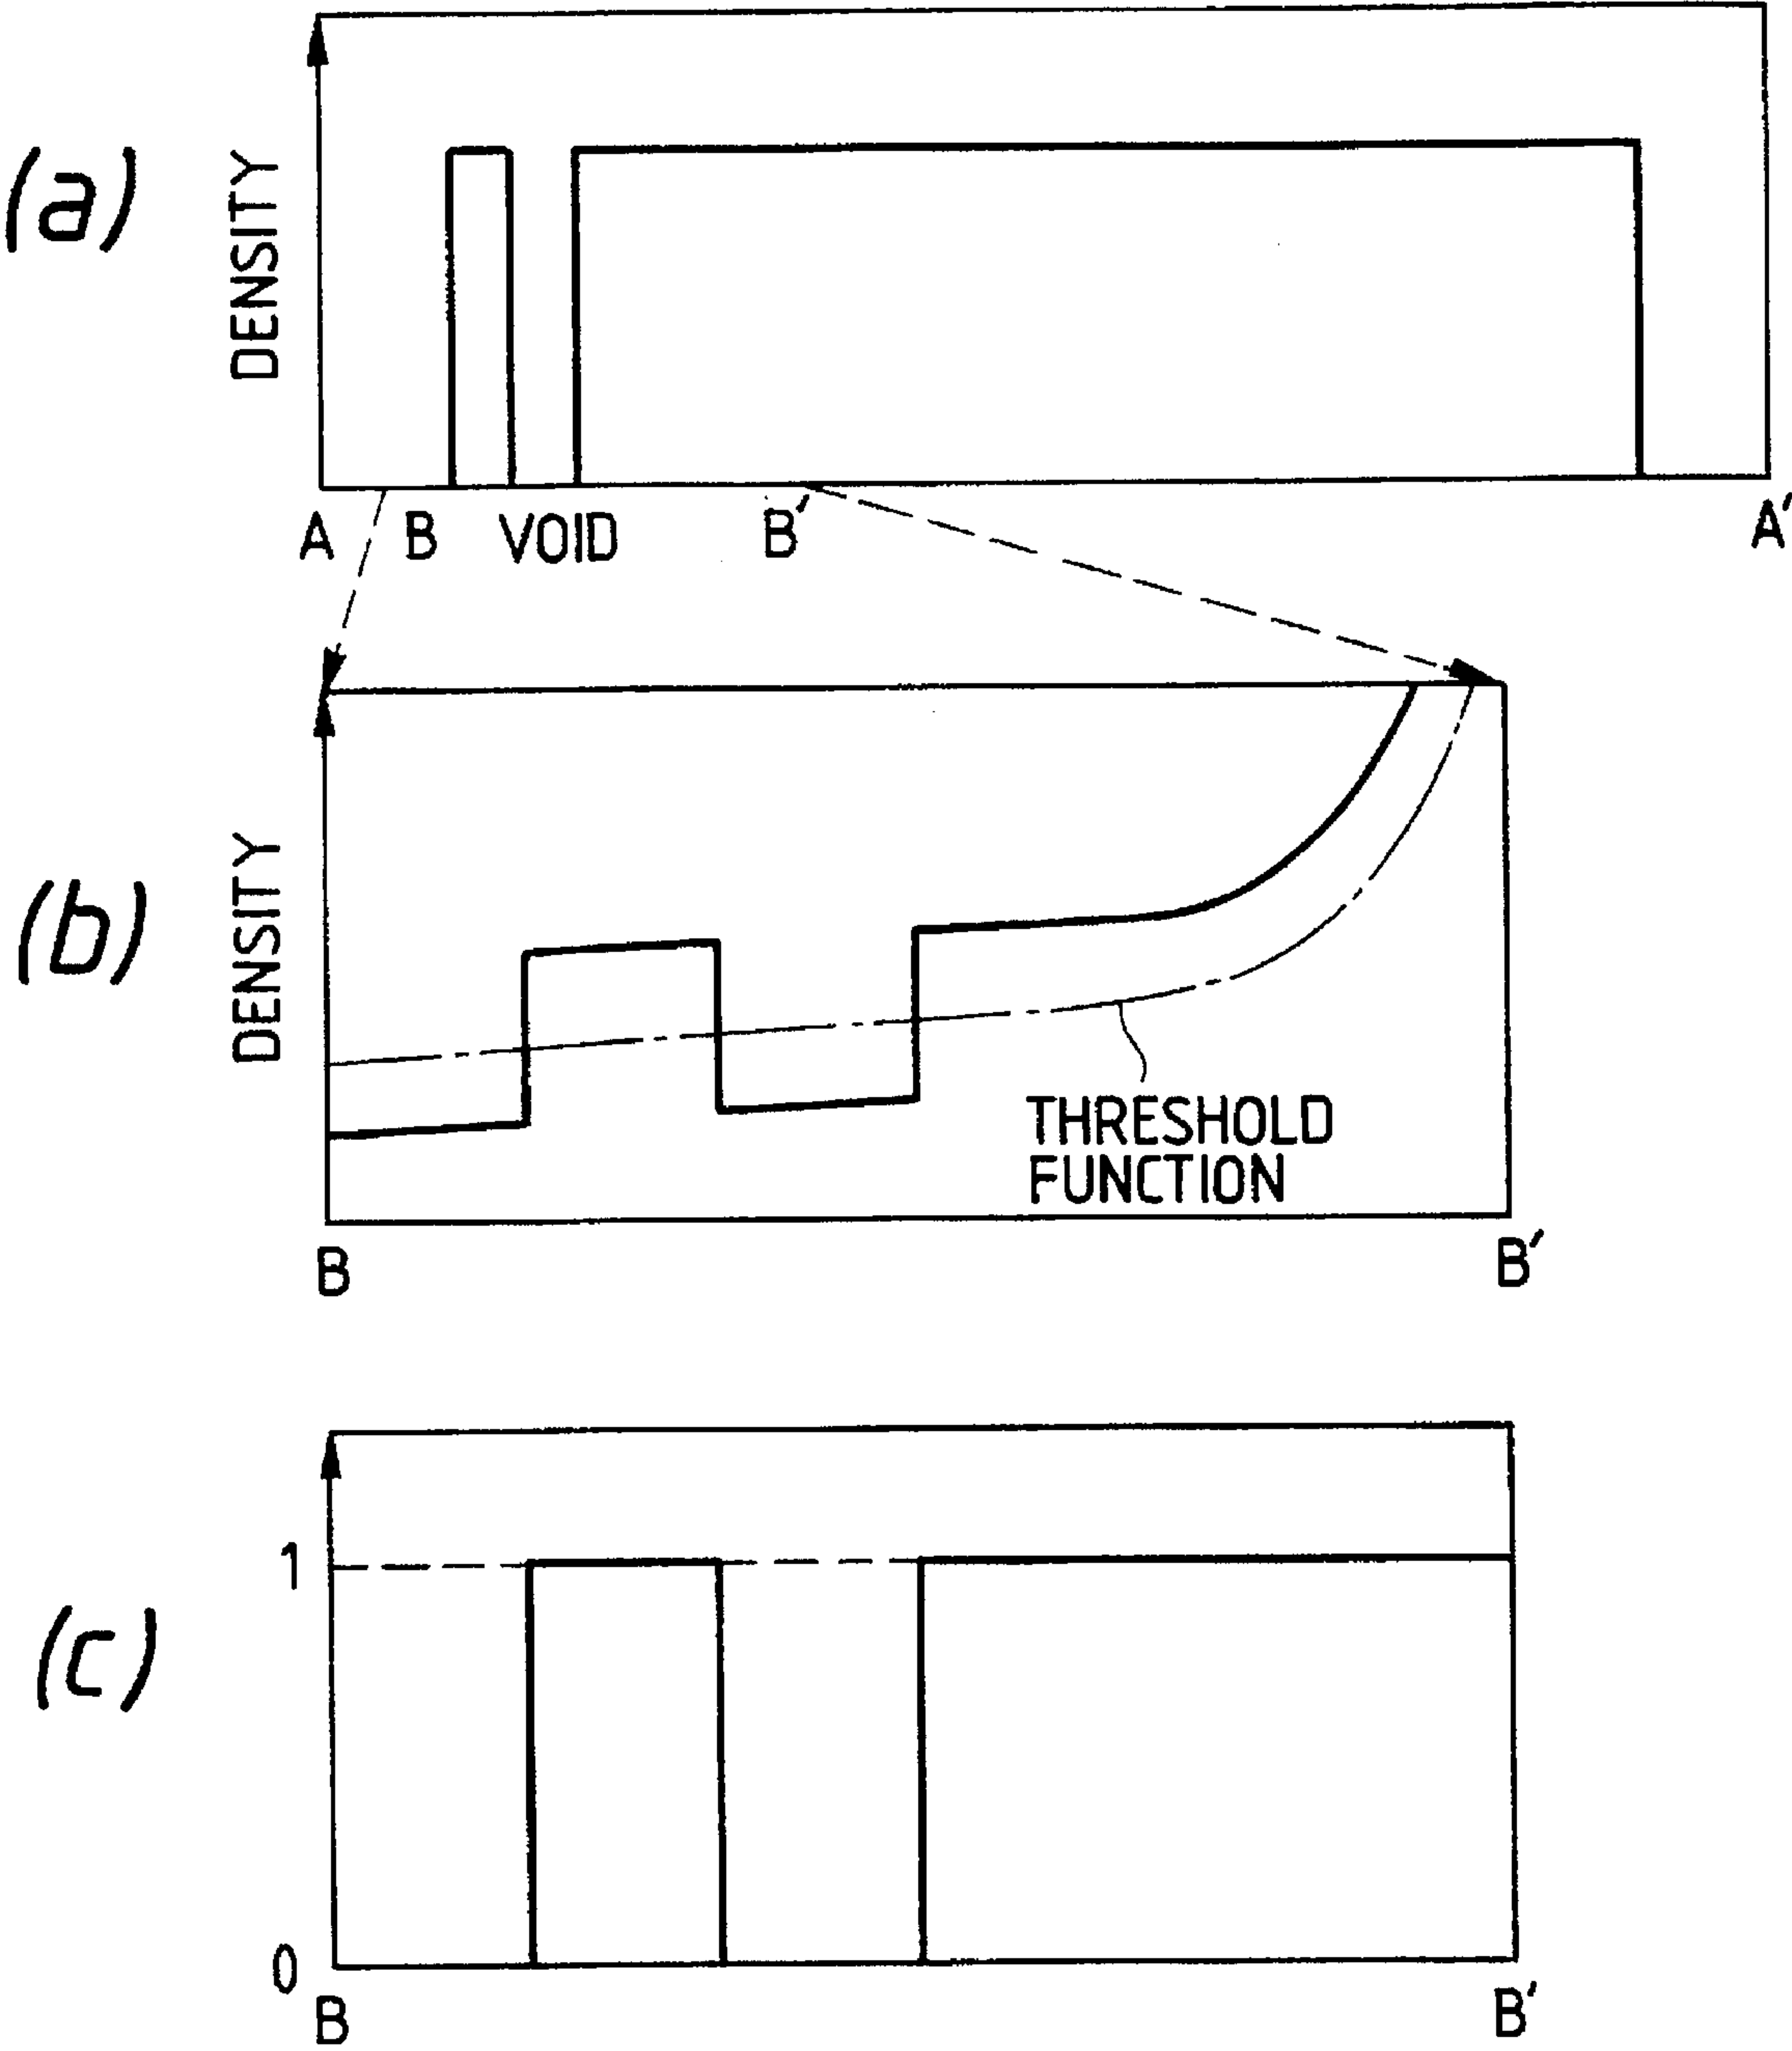 (a)
DENSITY
A B VOID B' A'
(b)
DENSITY
THRESHOLD
FUNCTION
B B'
1
(c)
0
B B'